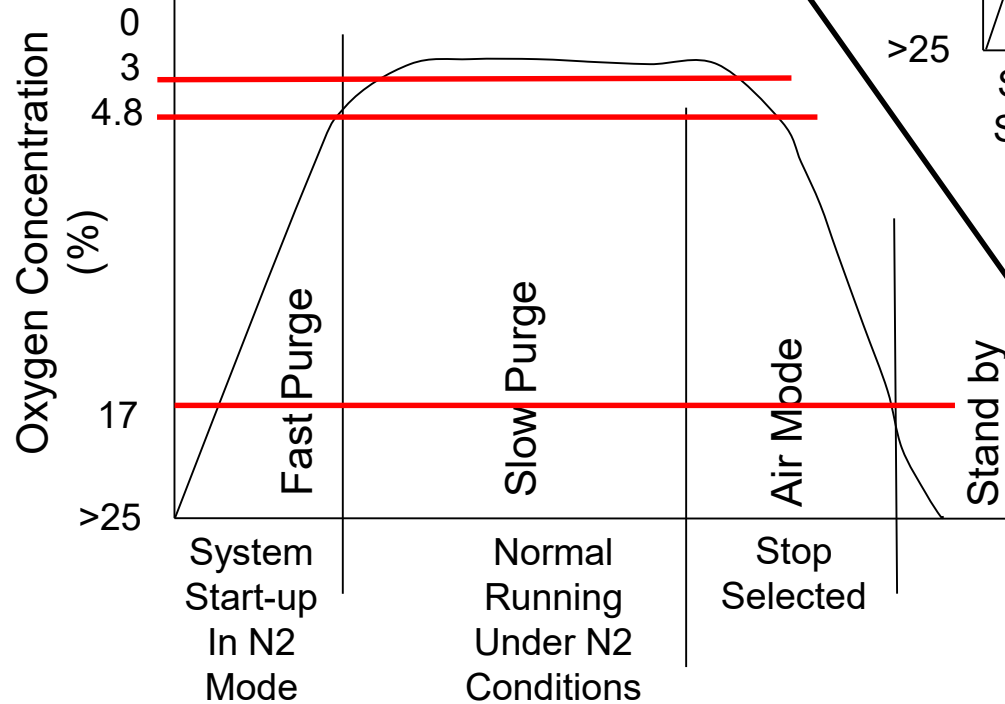 0
3
4.8
17
>25
Oxygen Concentration
(%)
Fast Purge
Slow Purge
Air Mode
Stand by
System
Start-up
In N2
Mode
Normal
Running
Under N2
Conditions
Stop
Selected
>25